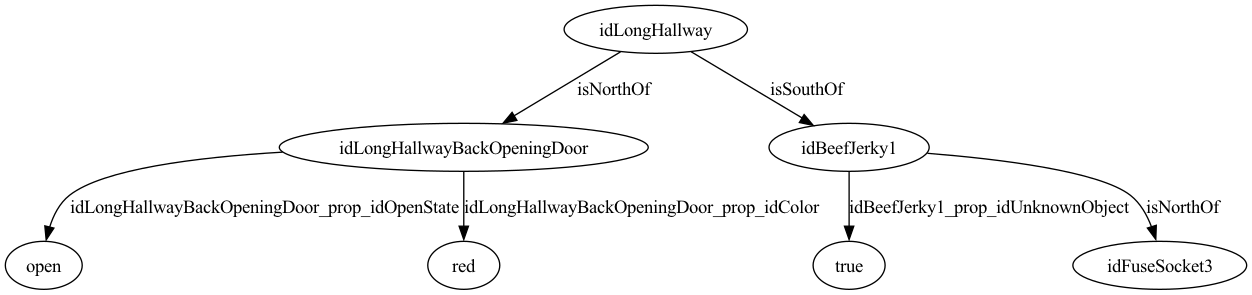 idLongHallway
isNorthOf
isSouthOf
idLongHallwayBackOpeningDoor
idBeefJerky1
idLongHallwayBackOpeningDoor_prop_idOpenState
idLongHallwayBackOpeningDoor_prop_idColor
idBeefJerky1_prop_idUnknownObject
isNorthOf
open
red
true
idFuseSocket3